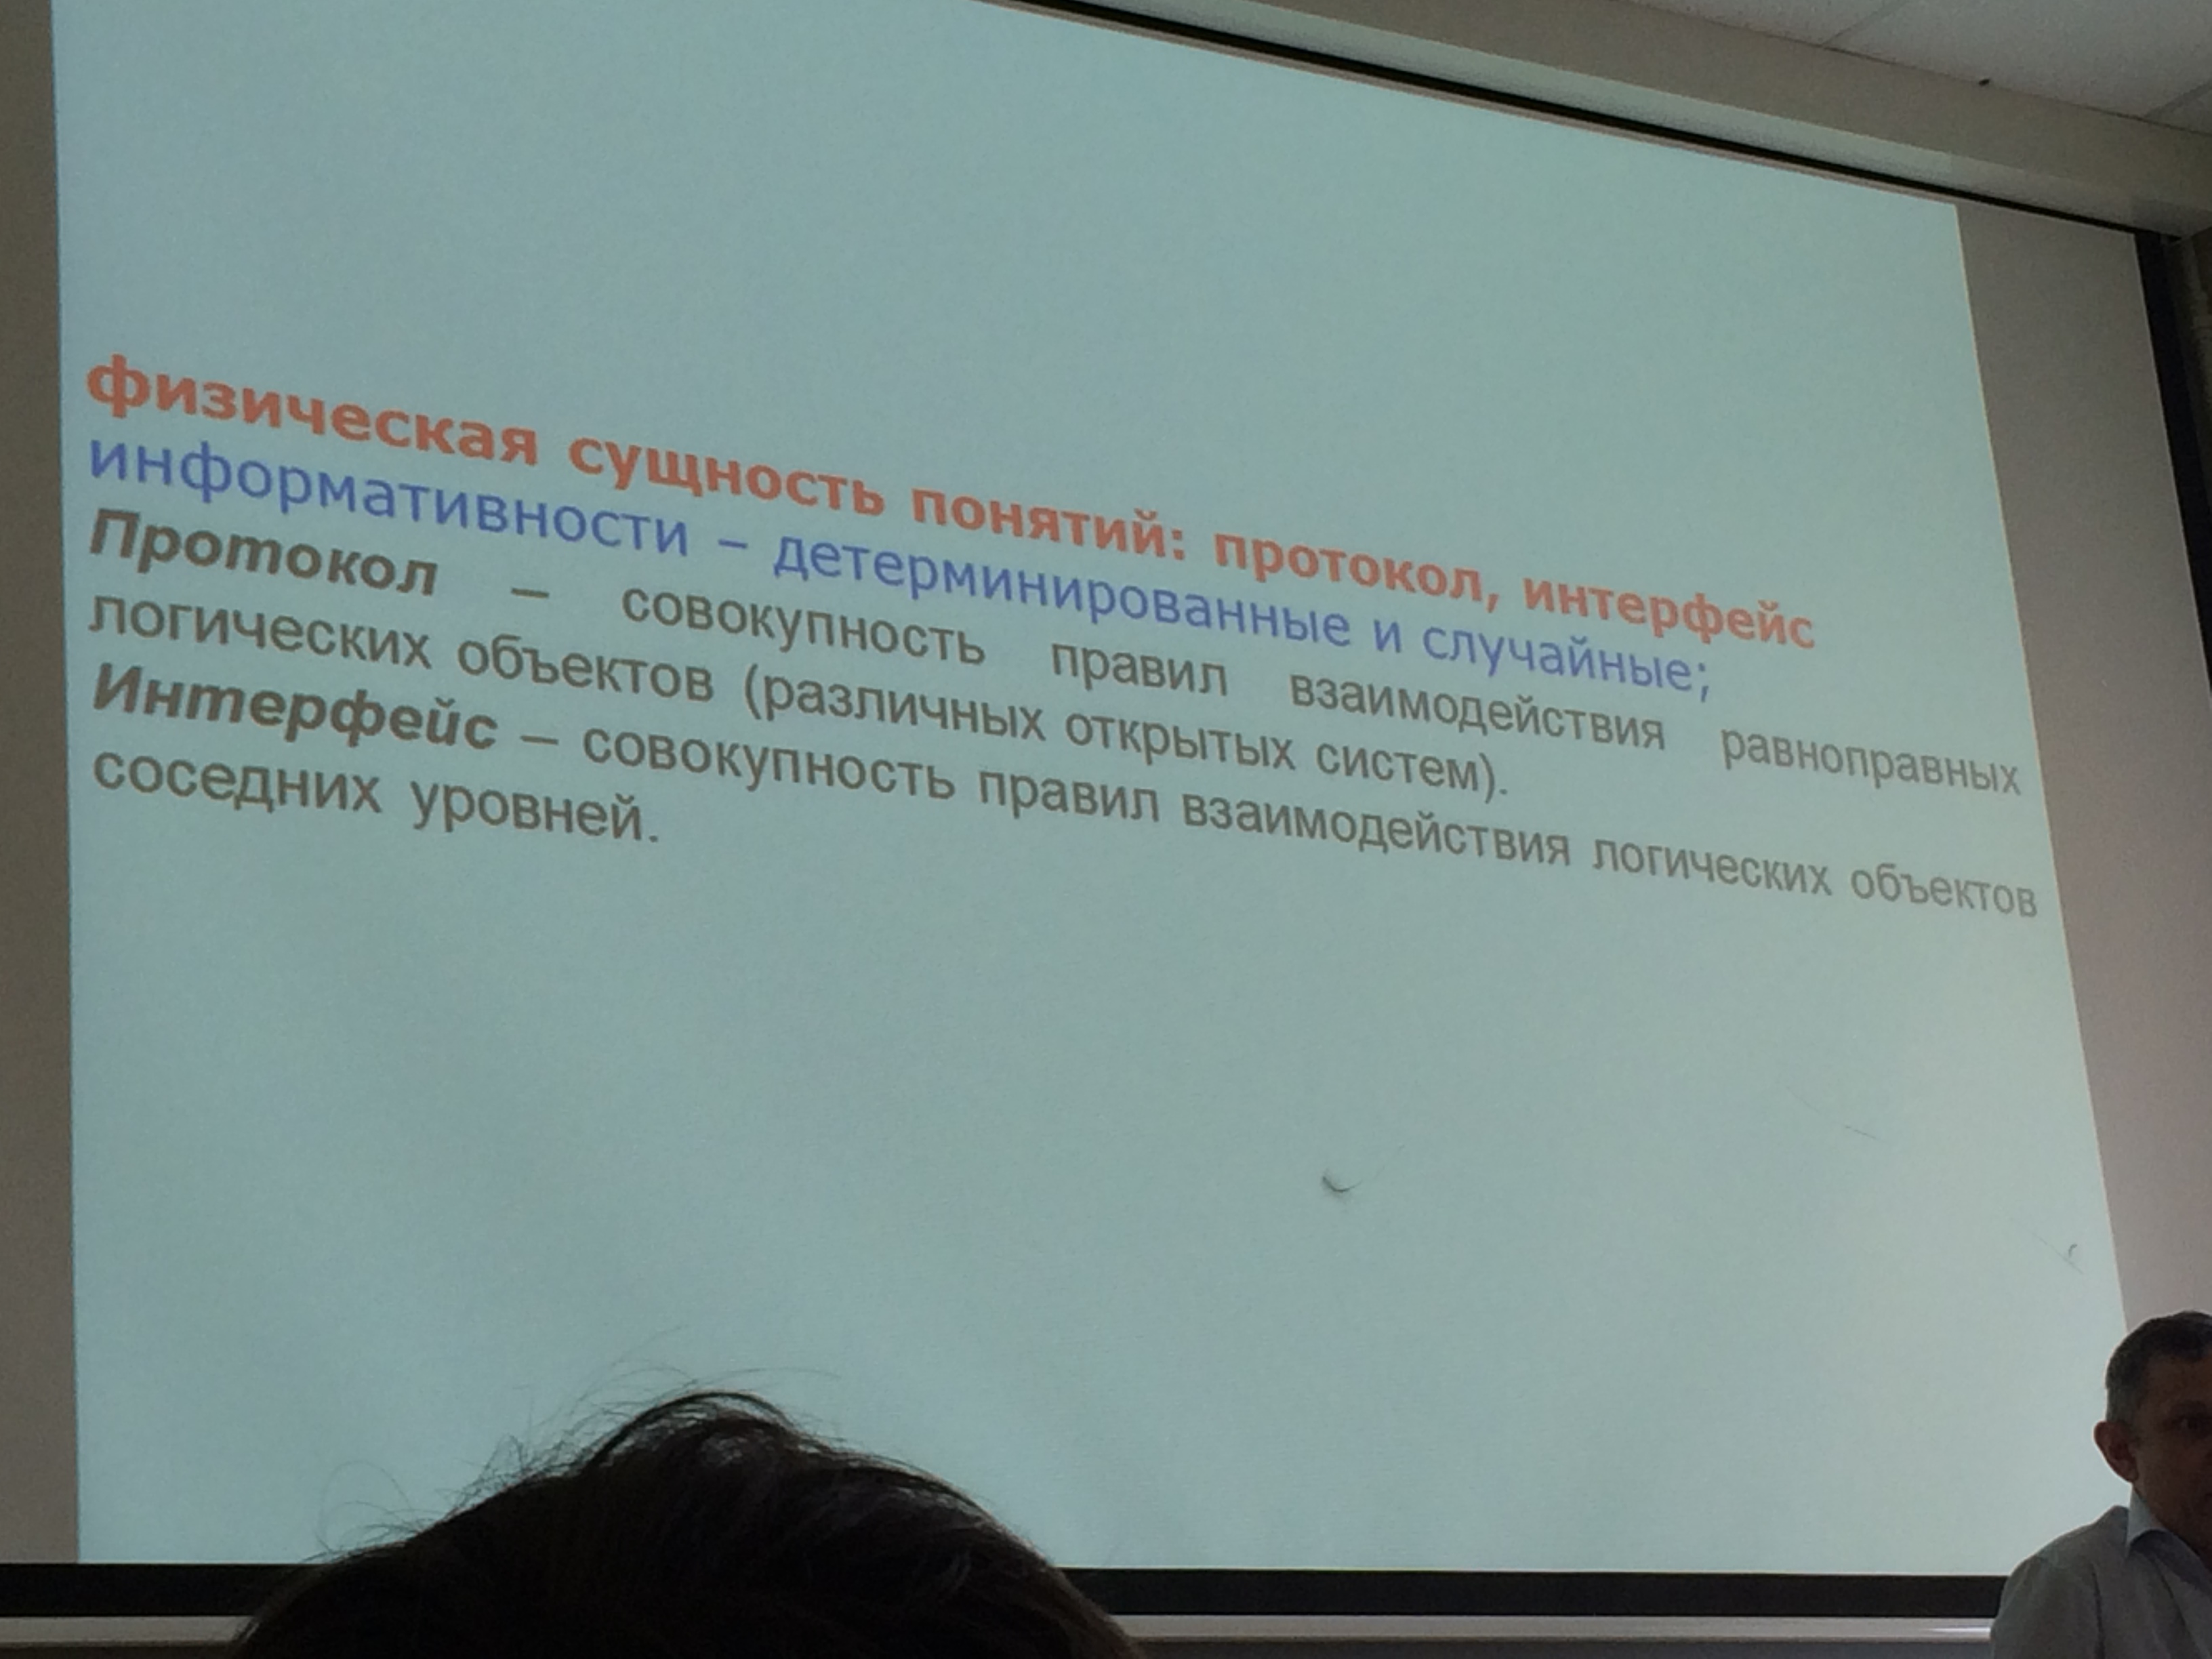 физическая сущность понятий: протокол, интерфейс
информативности – детерминированные и случайные;
Протокол – совокупность правил взаимодействия равноправных
логических объектов (различных открытых систем).
Интерфейс – совокупность правил взаимодействия логических объектов
соседних уровней.